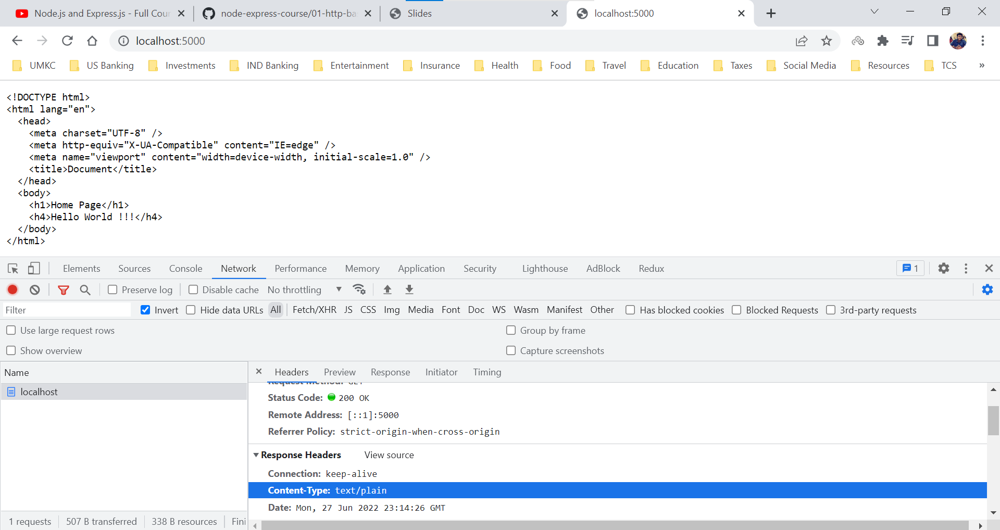 Node.js and Express.js - Full Cour
node-express-course/01-http-ba
Slides
localhost:5000
localhost:5000
UMKC US Banking Investments IND Banking Entertainment Insurance Health Food Travel Education Taxes Social Media Resources TCS »
<!DOCTYPE html>
<html lang="en">
  <head>
    <meta charset="UTF-8" />
    <meta http-equiv="X-UA-Compatible" content="IE=edge" />
    <meta name="viewport" content="width=device-width, initial-scale=1.0" />
    <title>Document</title>
  </head>
  <body>
    <h1>Home Page</h1>
    <h4>Hello World !!!</h4>
  </body>
</html>
Elements Sources Console Network Performance Memory Application Security Lighthouse AdBlock Redux 1
Preserve log Disable cache No throttling
Filter Invert Hide data URLs All Fetch/XHR JS CSS Img Media Font Doc WS Wasm Manifest Other Has blocked cookies Blocked Requests 3rd-party requests
Use large request rows Group by frame
Show overview Capture screenshots
Name
localhost
Headers Preview Response Initiator Timing
Request Method: GET
Status Code: 200 OK
Remote Address: [::1]:5000
Referrer Policy: strict-origin-when-cross-origin
Response Headers View source
Connection: keep-alive
Content-Type: text/plain
Date: Mon, 27 Jun 2022 23:14:26 GMT
1 requests 507 B transferred 338 B resources Fini